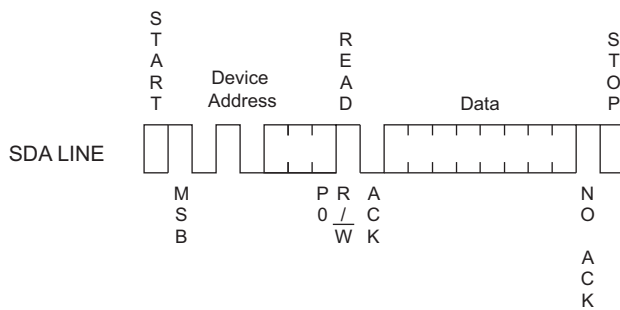 START
READ
STOP
Device
Address
Data
SDA LINE
MSB
P0
R/W
ACK
NO ACK